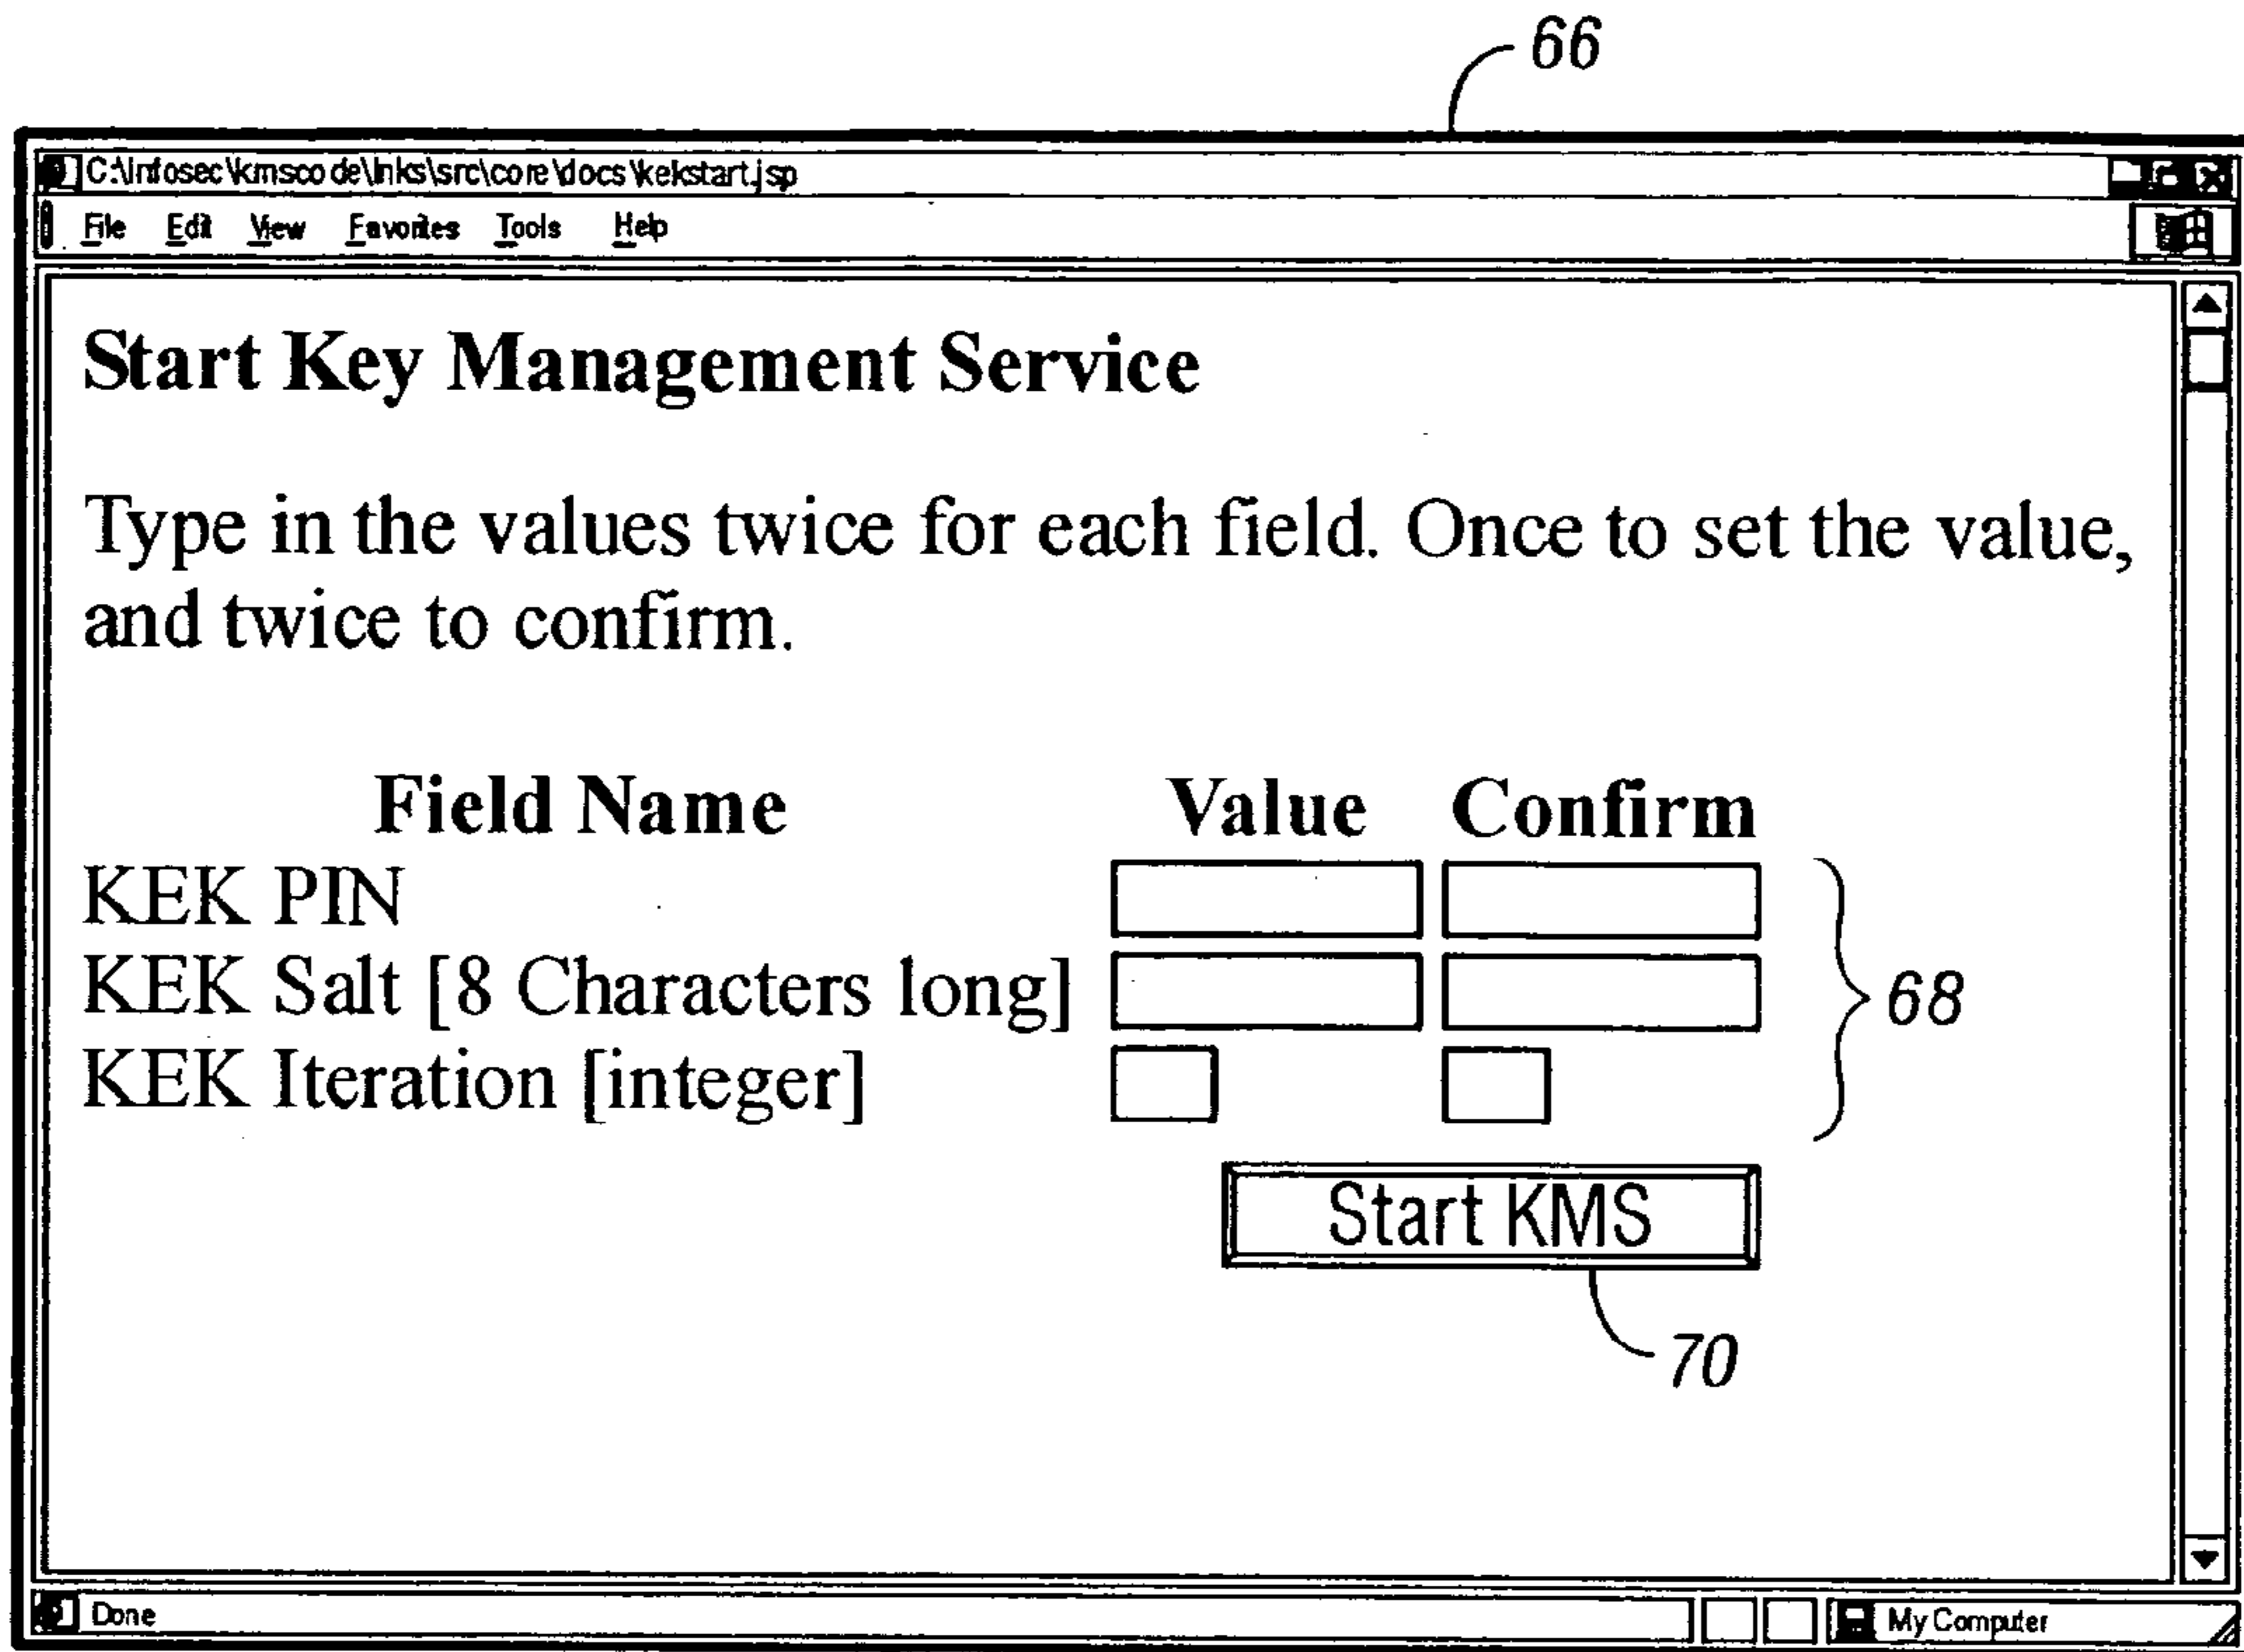 66
C:\Infosec\kmscode\lnks\src\core\docs\kekstart.jsp
File Edit View Favorites Tools Help
Start Key Management Service
Type in the values twice for each field. Once to set the value,
and twice to confirm.
Field Name Value Confirm
KEK PIN
KEK Salt [8 Characters long]
68
KEK Iteration [integer]
Start KMS
70
Done My Computer